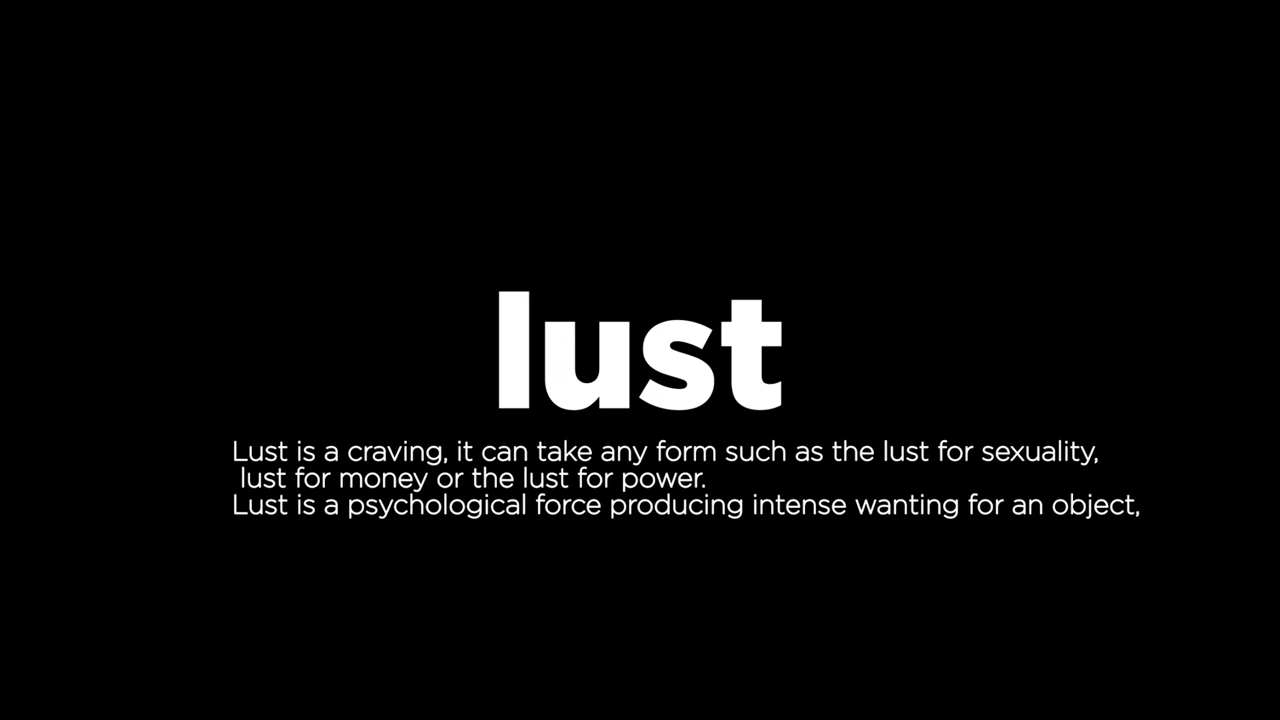 lust
Lust is a craving, it can take any form such as the lust for sexuality,
lust for money or the lust for power.
Lust is a psychological force producing intense wanting for an object,